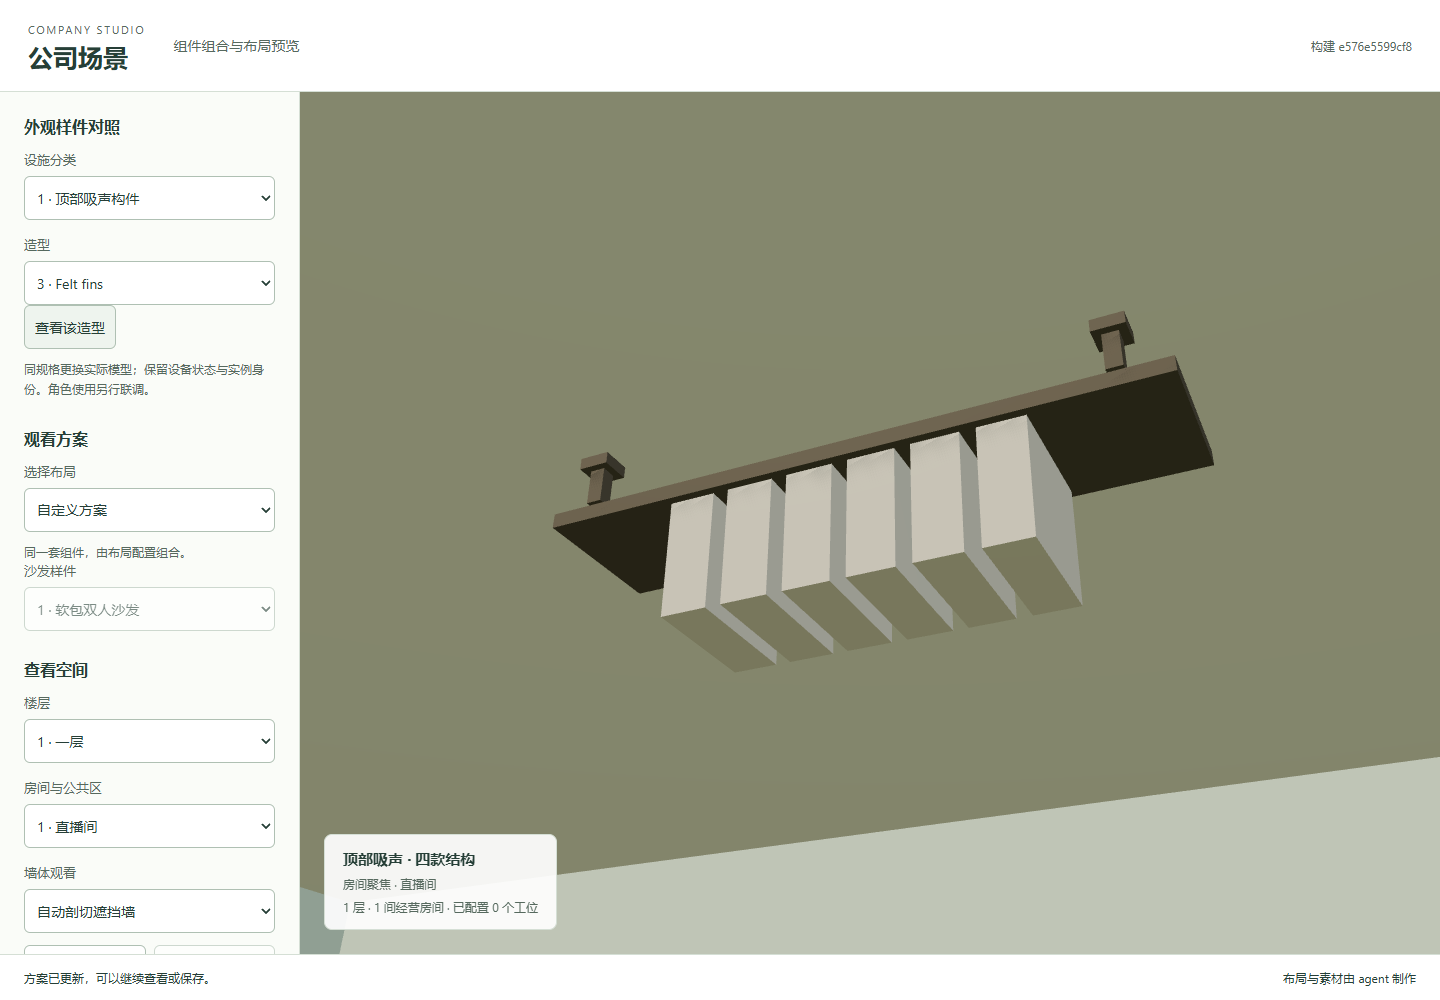 COMPANY STUDIO
公司场景
组件组合与布局预览
构建 e576e5599cf8
外观样件对照
设施分类
1 · 顶部吸声构件
造型
3 · Felt fins
查看该造型
同规格更换实际模型；保留设备状态与实例身
份。角色使用另行联调。
观看方案
选择布局
自定义方案
同一套组件，由布局配置组合。
沙发样件
1 · 软包双人沙发
查看空间
楼层
1 · 一层
房间与公共区
1 · 直播间
墙体观看
自动剖切遮挡墙
顶部吸声 · 四款结构
房间聚焦 · 直播间
1 层 · 1 间经营房间 · 已配置 0 个工位
方案已更新，可以继续查看或保存。
布局与素材由 agent 制作